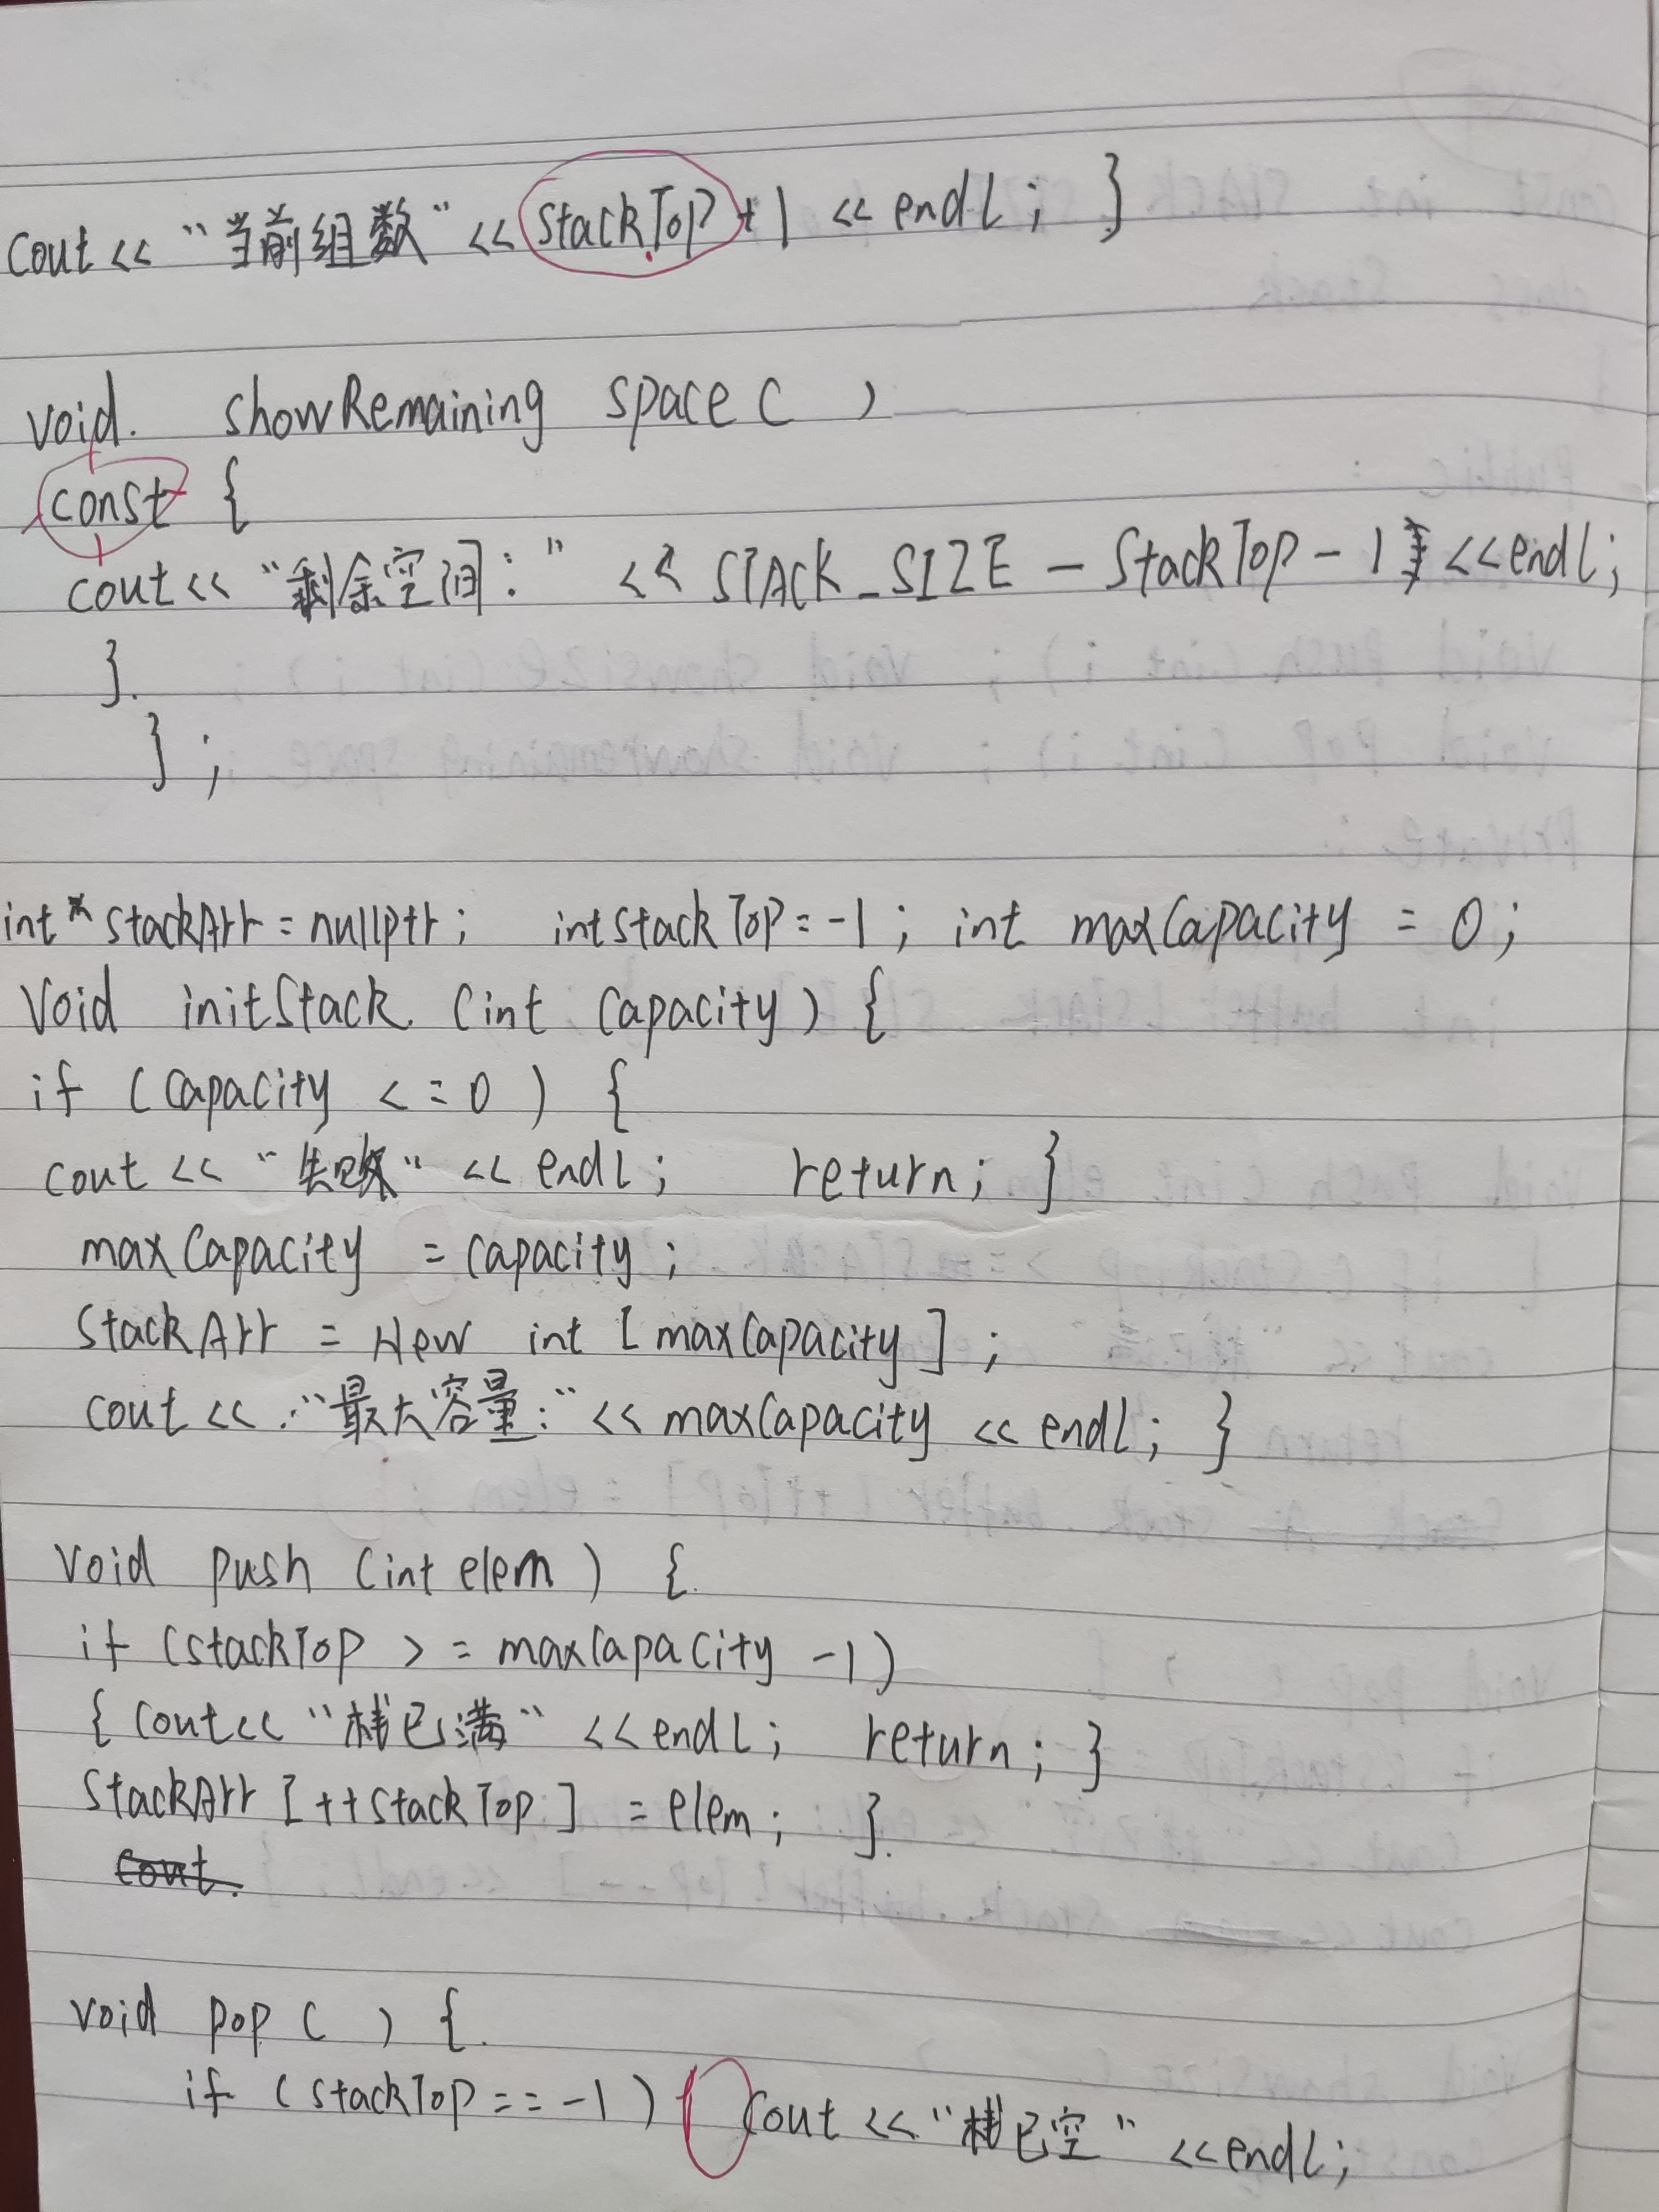 cout << "当前组数" << StackTop + 1 << endl; }
void. showRemaining space( )
const {
cout << "剩余空间:" << STACK_SIZE - StackTop - 1 << endl;
}.
};
int* stackArr = nullptr; int stackTop = -1; int maxCapacity = 0;
Void initStack (int Capacity) {
if (Capacity <= 0) {
cout << "失败" << endl; return; }
maxCapacity = Capacity;
StackArr = New int [maxCapacity];
cout << "最大容量:" << maxCapacity << endl; }
void push (int elem) {
if (stackTop >= maxCapacity -1)
{ cout << "栈已满" << endl; return; }
StackArr [++stackTop] = elem; }.
cout.
void pop ( ) {
if (stackTop == -1) cout << "栈已空" << endl;